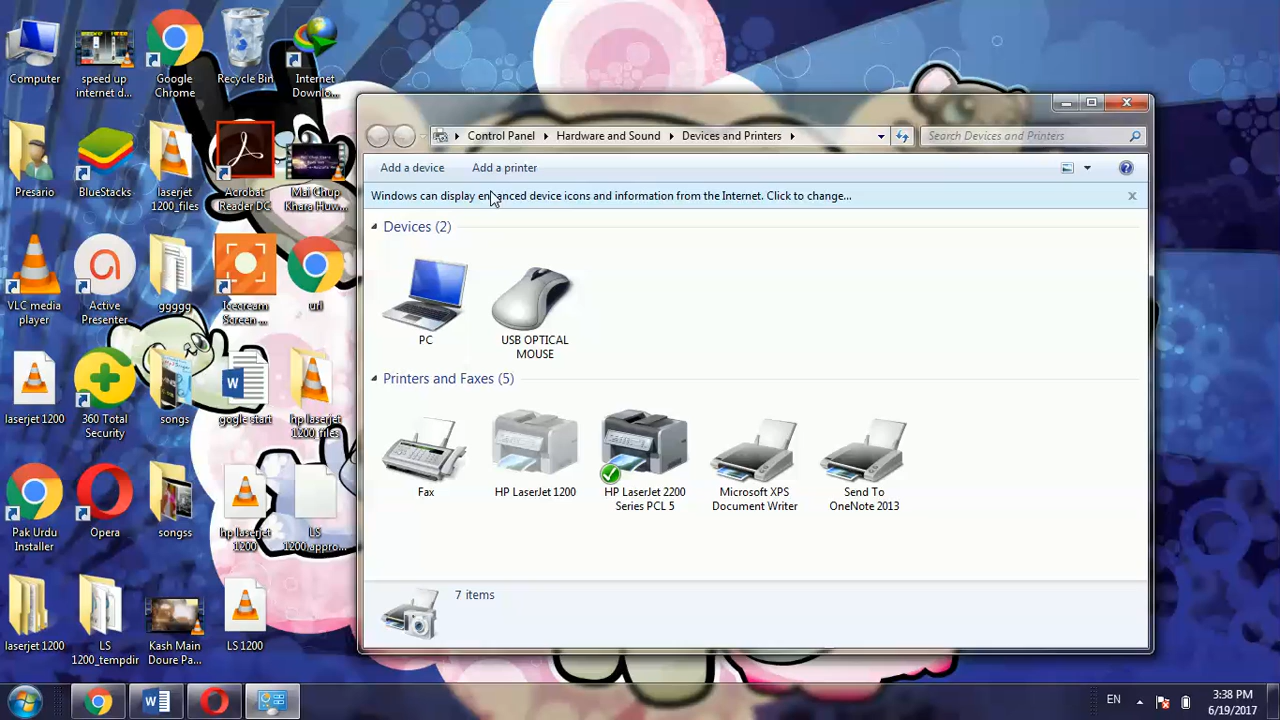 Computer
speed up
internet d...
Google
Chrome
Recycle Bin
Internet
Downlo...
Presario
BlueStacks
laserjet
1200_files
Acrobat
Reader DC
Mai Chup
Khara Huw...
VLC media
player
Active
Presenter
ggggg
Icecream
Screen ...
url
laserjet 1200
360 Total
Security
songs
gogle start
hp laserjet
1200_files
Pak Urdu
Installer
Opera
songss
hp laserjet
1200
LS
1200.appro...
laserjet 1200
LS
1200_tempdir
Kash Main
Doure Pa...
LS 1200
Control Panel
Hardware and Sound
Devices and Printers
Search Devices and Printers
Add a device
Add a printer
Windows can display enhanced device icons and information from the Internet. Click to change...
Devices (2)
PC
USB OPTICAL
MOUSE
Printers and Faxes (5)
Fax
HP LaserJet 1200
HP LaserJet 2200
Series PCL 5
Microsoft XPS
Document Writer
Send To
OneNote 2013
7 items
EN
3:38 PM
6/19/2017